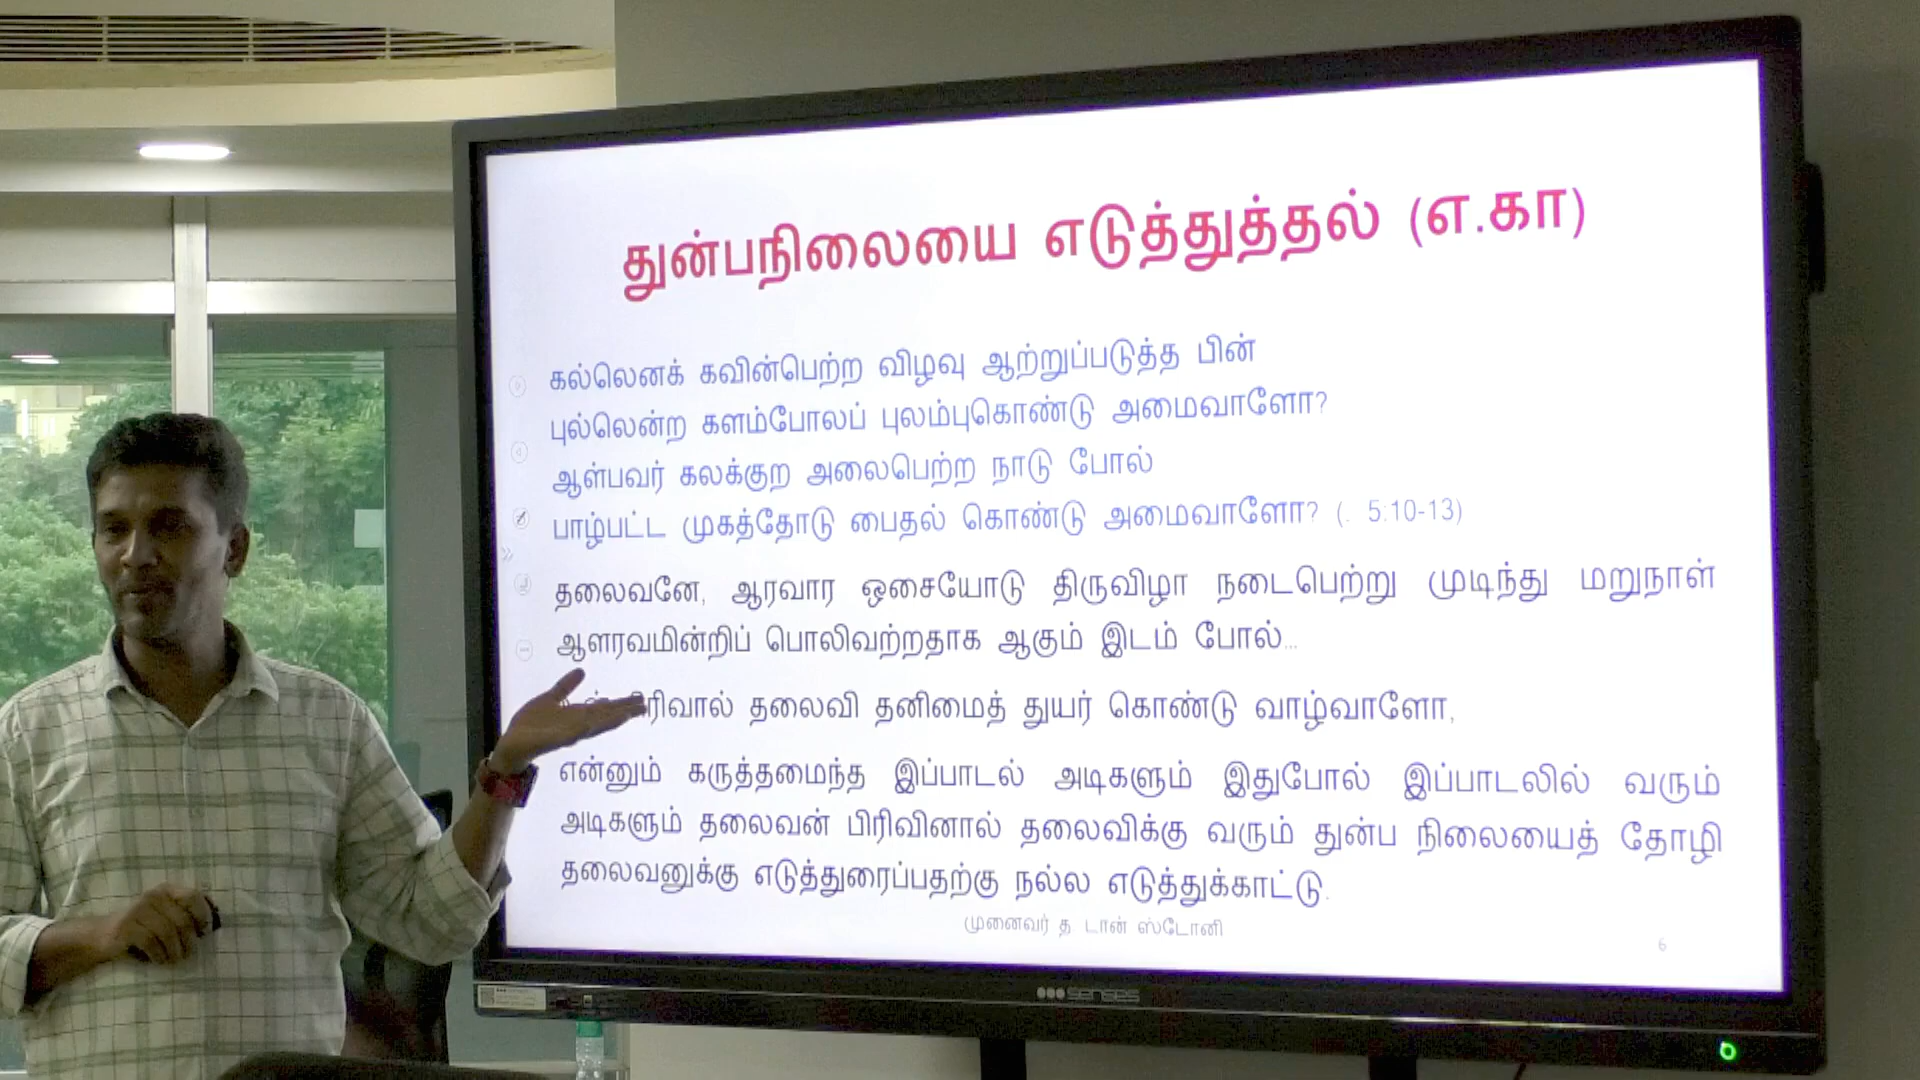 துன்பநிலையை எடுத்துத்தல் (எ.கா)
கல்லெனக் கவின்பெற்ற விழவு ஆற்றுப்படுத்த பின்
புல்லென்ற களம்போலப் புலம்புகொண்டு அமைவாளோ?
ஆள்பவர் கலக்குற அலைபெற்ற நாடு போல்
பாழ்பட்ட முகத்தோடு பைதல் கொண்டு அமைவாளோ? (. 5:10-13)
தலைவனே, ஆரவார ஒசையோடு திருவிழா நடைபெற்று முடிந்து மறுநாள்
ஆளரவமின்றிப் பொலிவற்றதாக ஆகும் இடம் போல்...
தலைவி தனிமைத் துயர் கொண்டு வாழ்வாளோ,
என்னும் கருத்தமைந்த இப்பாடல் அடிகளும் இதுபோல் இப்பாடலில் வரும்
அடிகளும் தலைவன் பிரிவினால் தலைவிக்கு வரும் துன்ப நிலையைத் தோழி
தலைவனுக்கு எடுத்துரைப்பதற்கு நல்ல எடுத்துக்காட்டு.
முனைவர் த. டான் ஸ்டோனி
6
senses